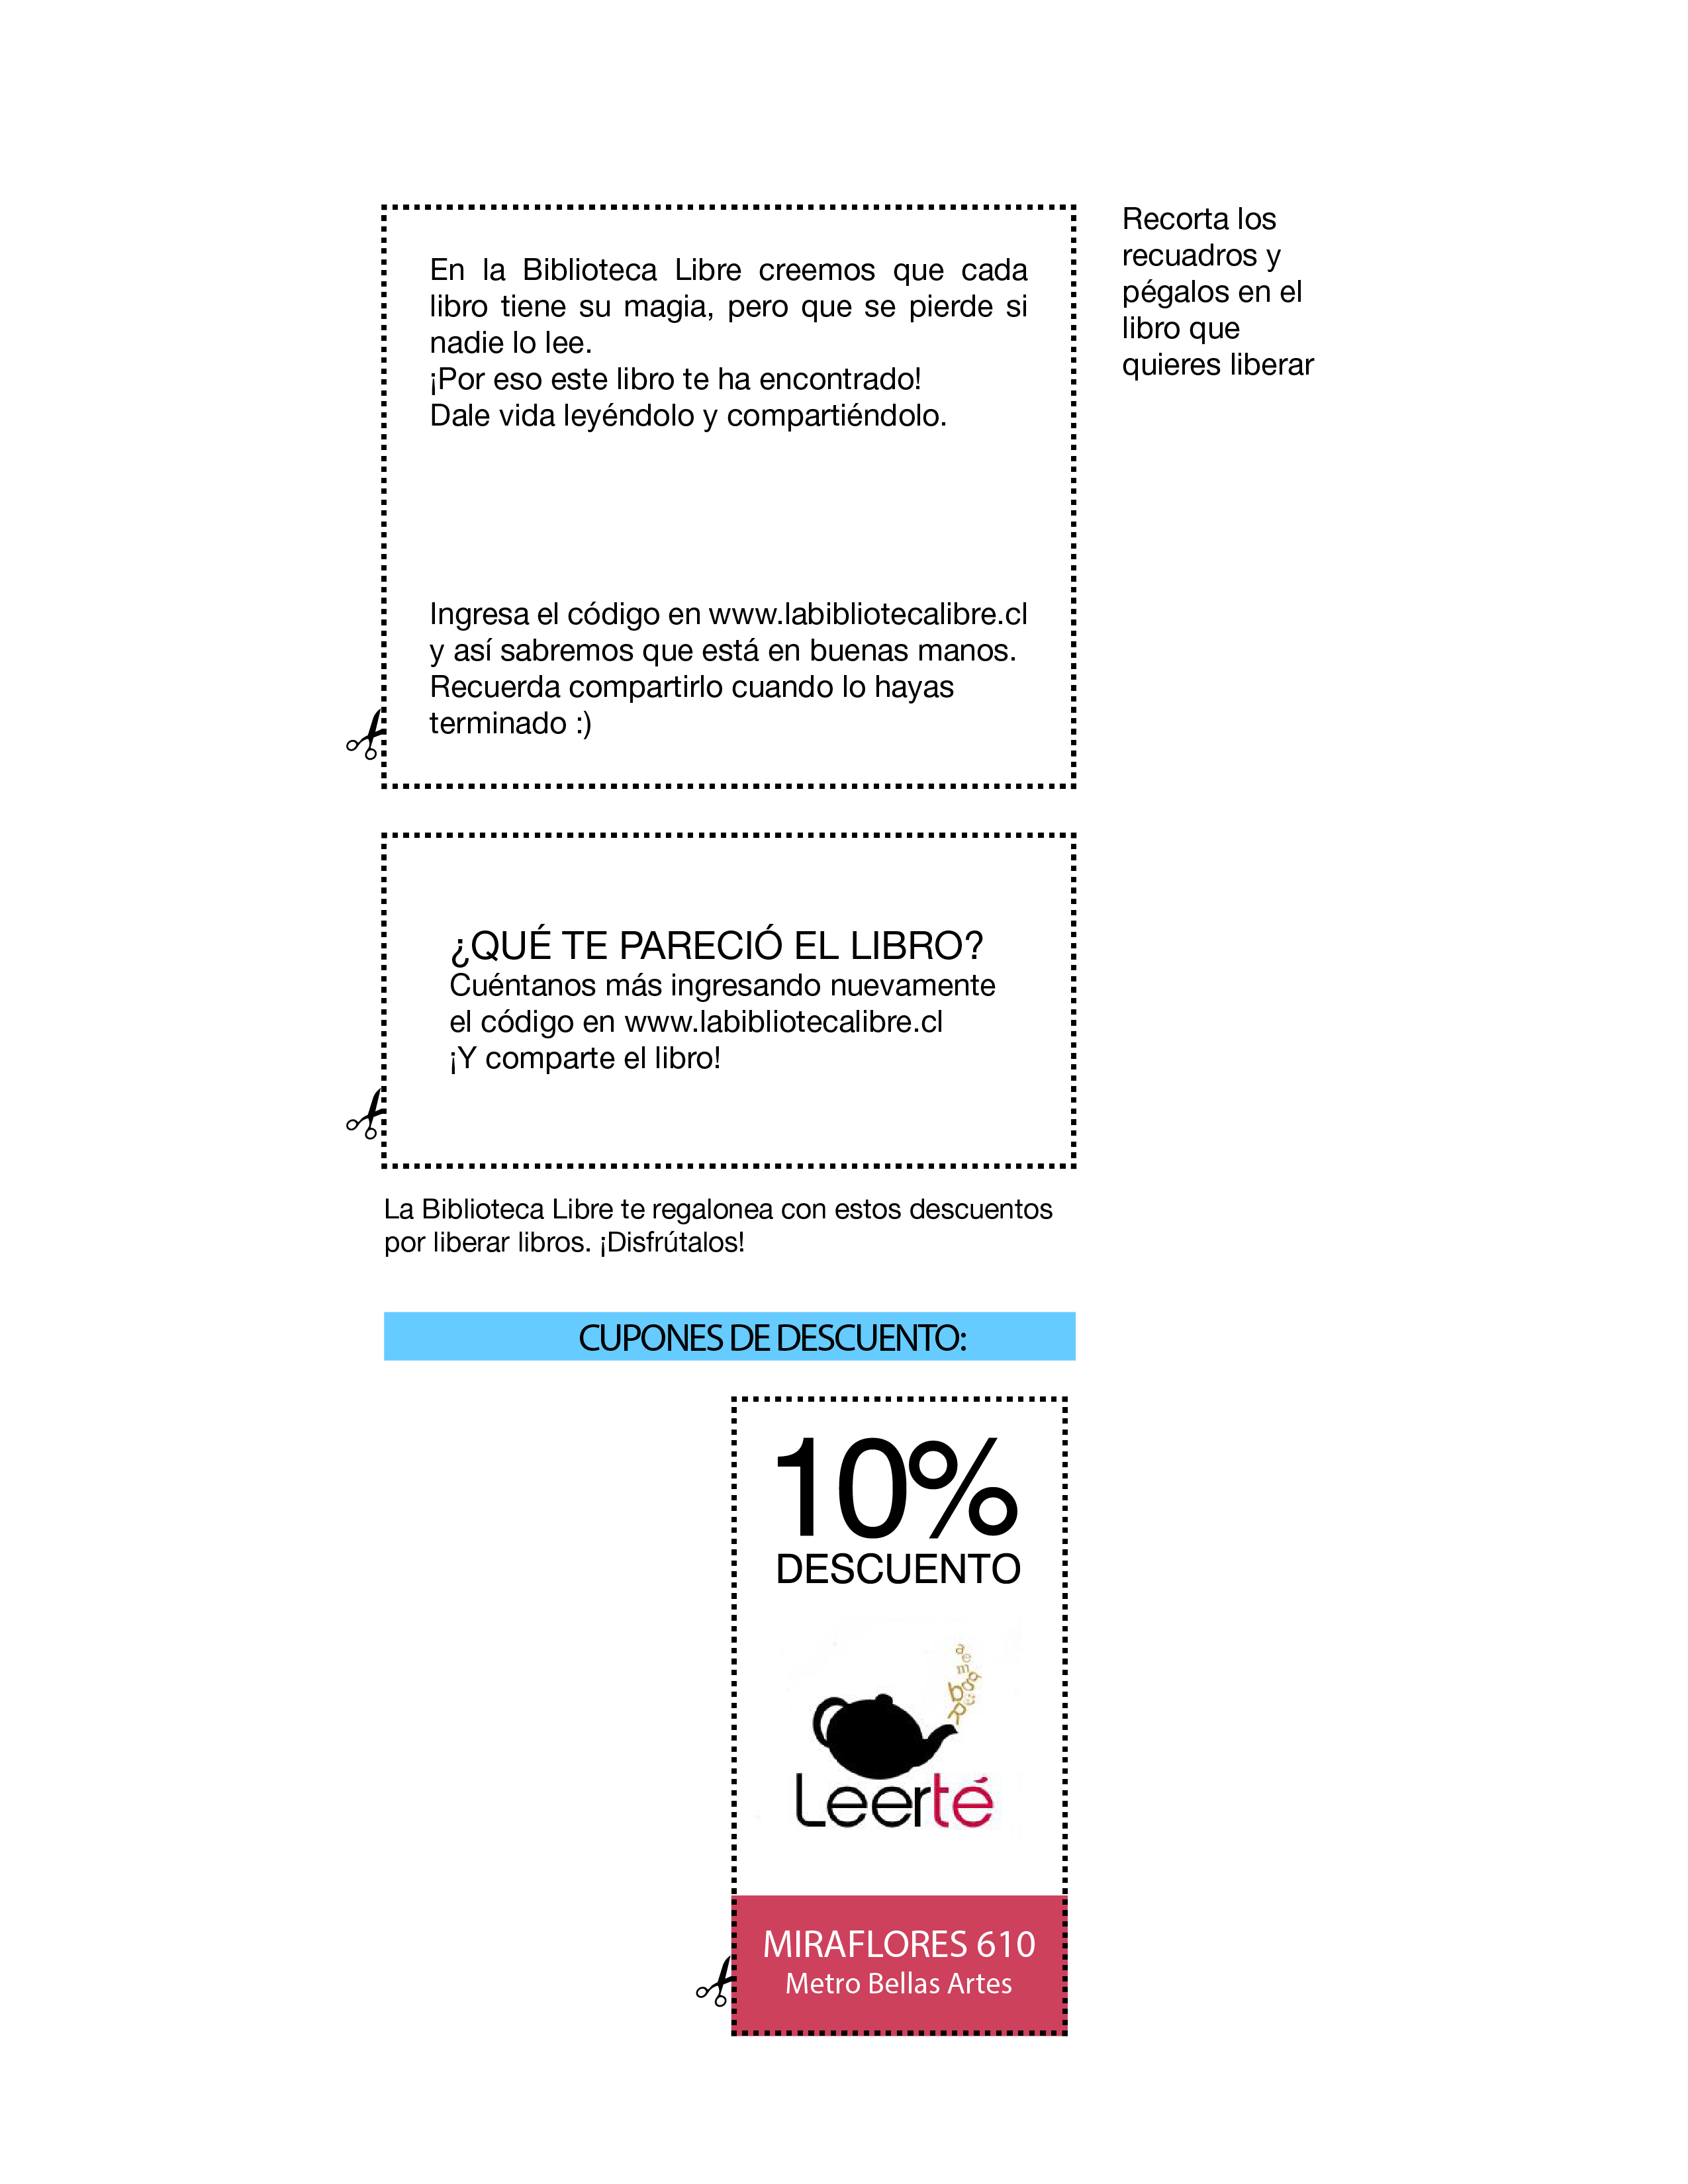 Recorta los
recuadros y
pégalos en el
libro que
quieres liberar
En la Biblioteca Libre creemos que cada
libro tiene su magia, pero que se pierde si
nadie lo lee.
¡Por eso este libro te ha encontrado!
Dale vida leyéndolo y compartiéndolo.
Ingresa el código en www.labibliotecalibre.cl
y así sabremos que está en buenas manos.
Recuerda compartirlo cuando lo hayas
terminado :)
¿QUÉ TE PARECIÓ EL LIBRO?
Cuéntanos más ingresando nuevamente
el código en www.labibliotecalibre.cl
¡Y comparte el libro!
La Biblioteca Libre te regalonea con estos descuentos
por liberar libros. ¡Disfrútalos!
CUPONES DE DESCUENTO:
10%
DESCUENTO
Leerté
MIRAFLORES 610
Metro Bellas Artes